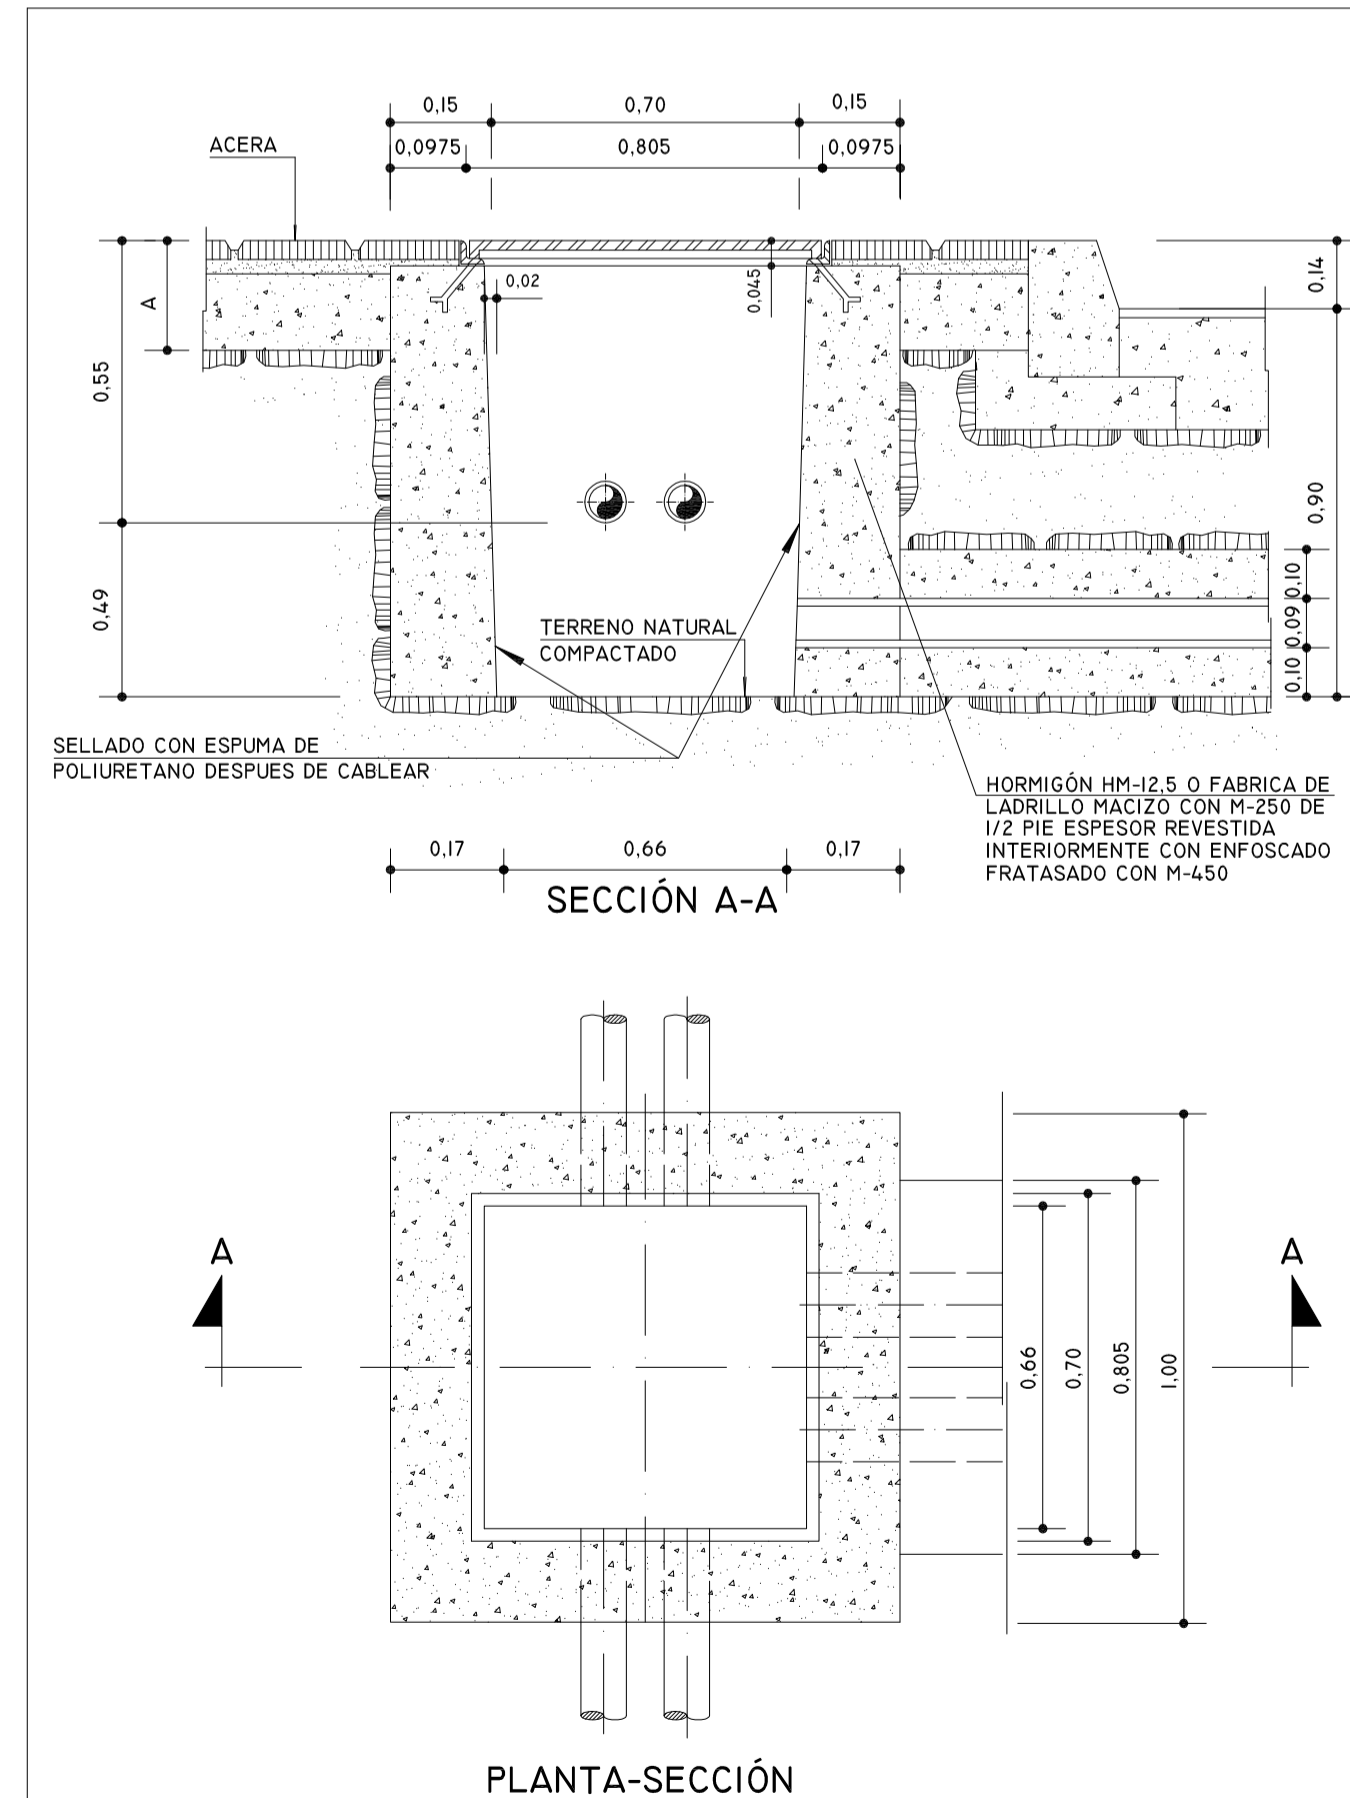 0,15
0,70
0,15
0,0975
0,805
0,0975
ACERA
A
0,55
0,49
0,02
0,045
0,14
0,90
0,10
0,09
0,10
TERRENO NATURAL
COMPACTADO
SELLADO CON ESPUMA DE
POLIURETANO DESPUES DE CABLEAR
HORMIGÓN HM-12,5 O FABRICA DE
LADRILLO MACIZO CON M-250 DE
1/2 PIE ESPESOR REVESTIDA
INTERIORMENTE CON ENFOSCADO
FRATASADO CON M-450
0,17
0,66
0,17
SECCIÓN A-A
A
A
0,66
0,70
0,805
1,00
PLANTA-SECCIÓN